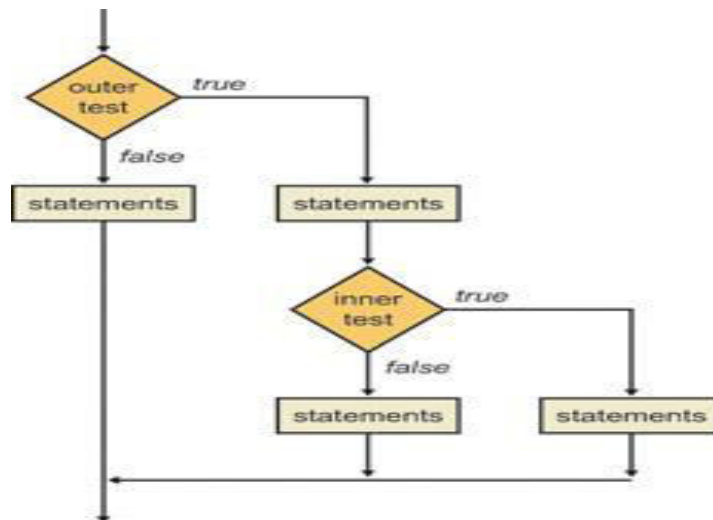 outer
test
true
false
statements
statements
inner
test
true
false
statements
statements